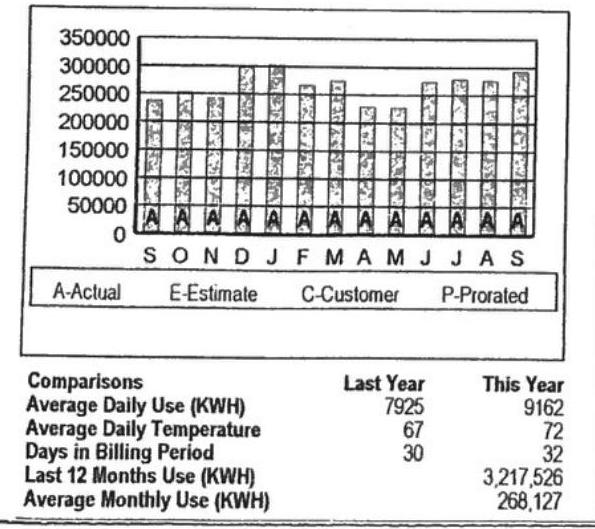 350000
300000
250000
200000
150000
100000
50000
0
A A A A A A A A A A A A A
S O N D J F M A M J J A S
A-Actual E-Estimate C-Customer P-Prorated
Comparisons Last Year This Year
Average Daily Use (KWH) 7925 9162
Average Daily Temperature 67 72
Days in Billing Period 30 32
Last 12 Months Use (KWH) 3,217,526
Average Monthly Use (KWH) 268,127